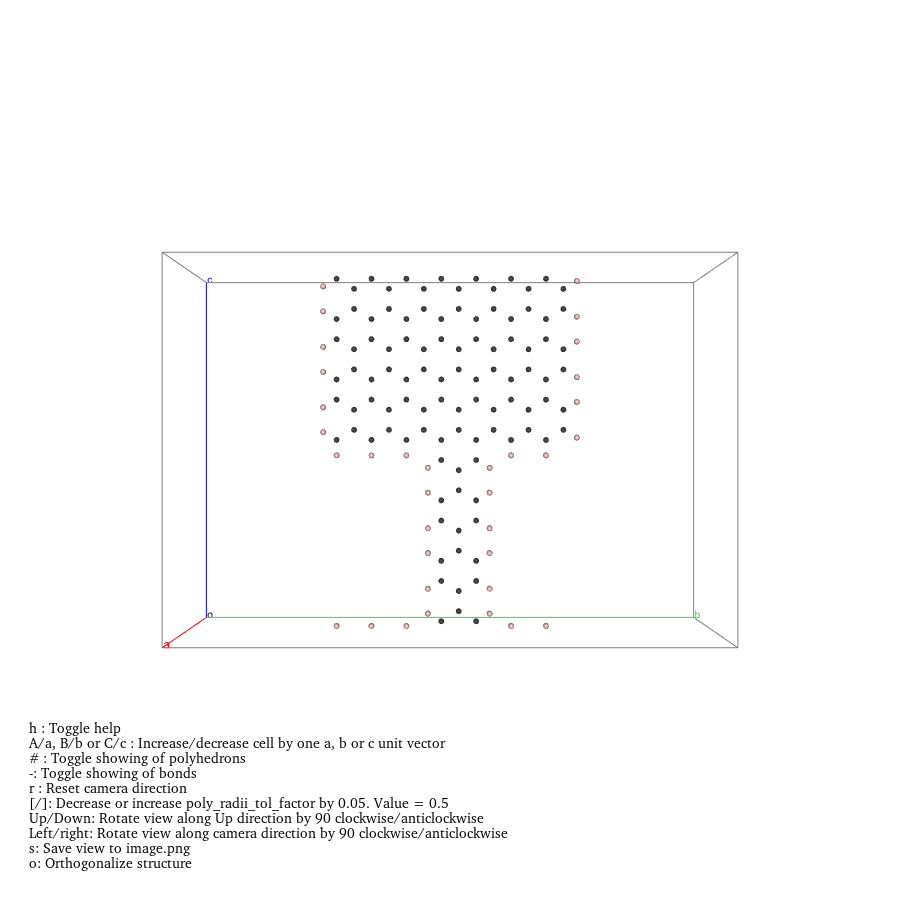 c
o
b
a
h : Toggle help
A/a, B/b or C/c : Increase/decrease cell by one a, b or c unit vector
# : Toggle showing of polyhedrons
-: Toggle showing of bonds
r : Reset camera direction
[/]: Decrease or increase poly_radii_tol_factor by 0.05. Value = 0.5
Up/Down: Rotate view along Up direction by 90 clockwise/anticlockwise
Left/right: Rotate view along camera direction by 90 clockwise/anticlockwise
s: Save view to image.png
o: Orthogonalize structure